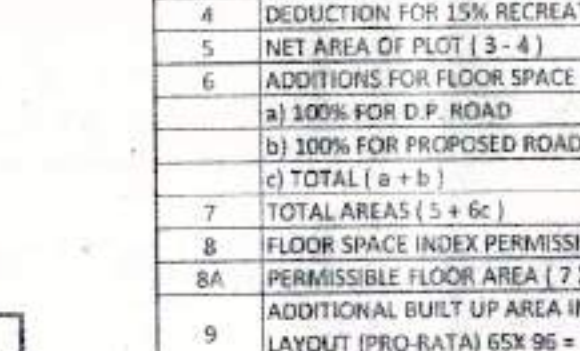 4 DEDUCTION FOR 15% RECREAT
5 NET AREA OF PLOT ( 3 - 4 )
6 ADDITIONS FOR FLOOR SPACE
a) 100% FOR D.P. ROAD
b) 100% FOR PROPOSED ROAD
c) TOTAL ( a + b )
7 TOTAL AREAS ( 5 + 6c )
8 FLOOR SPACE INDEX PERMISSI
8A PERMISSIBLE FLOOR AREA ( 7
9 ADDITIONAL BUILT UP AREA I
LAYOUT (PRO-RATA) 65X 96 =